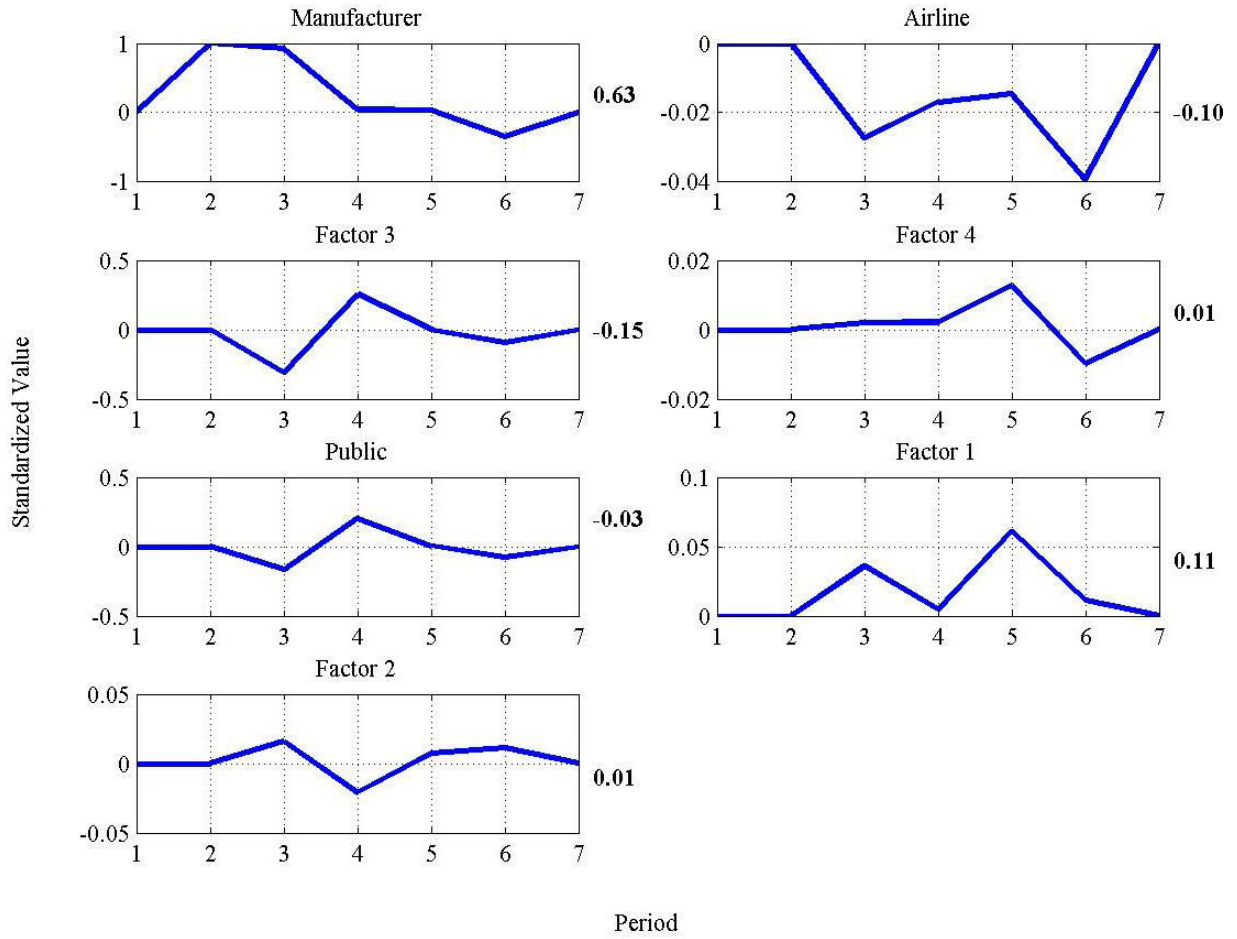 Manufacturer
1
0
-1
1 2 3 4 5 6 7
0.63
Airline
0
-0.02
-0.04
1 2 3 4 5 6 7
-0.10
Factor 3
0.5
0
-0.5
1 2 3 4 5 6 7
-0.15
Factor 4
0.02
0
-0.02
1 2 3 4 5 6 7
0.01
Standardized Value
Public
0.5
0
-0.5
1 2 3 4 5 6 7
-0.03
Factor 1
0.1
0.05
0
1 2 3 4 5 6 7
0.11
Factor 2
0.05
0
-0.05
1 2 3 4 5 6 7
0.01
Period